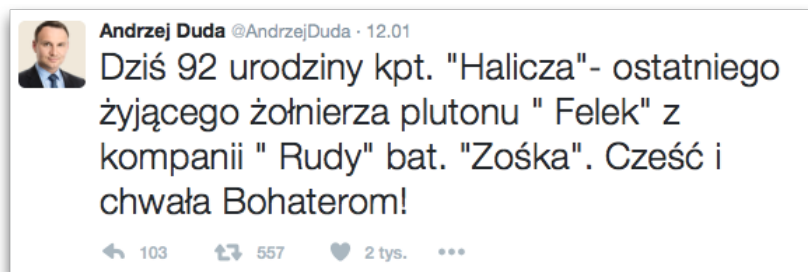 Andrzej Duda @AndrzejDuda · 12.01
Dziś 92 urodziny kpt. "Halicza"- ostatniego
żyjącego żołnierza plutonu " Felek" z
kompanii " Rudy" bat. "Zośka". Cześć i
chwała Bohaterom!
103 557 2 tys.